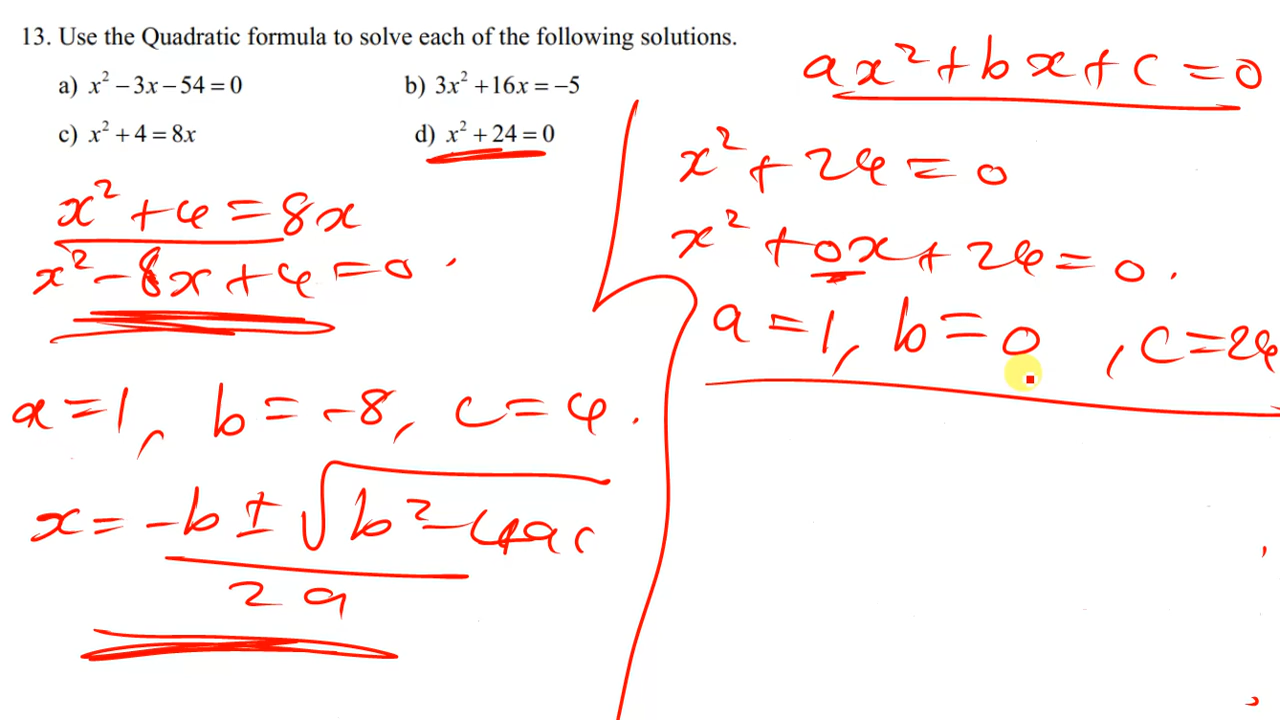 13. Use the Quadratic formula to solve each of the following solutions.
a) x² − 3x − 54 = 0
b) 3x² + 16x = −5
c) x² + 4 = 8x
d) x² + 24 = 0
x² + 4 = 8x
x² − 8x + 4 = 0 .
a = 1, b = −8, c = 4 .
x = −b ± √b² − 4ac
2a
ax² + bx + c = 0
x² + 24 = 0
x² + 0x + 24 = 0 .
a = 1, b = 0 , c = 24